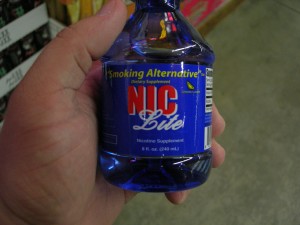 "Smoking Alternative"
Dietary Supplement
NIC
Lite
Nicotine Supplement
8 fl. oz. (240 mL)